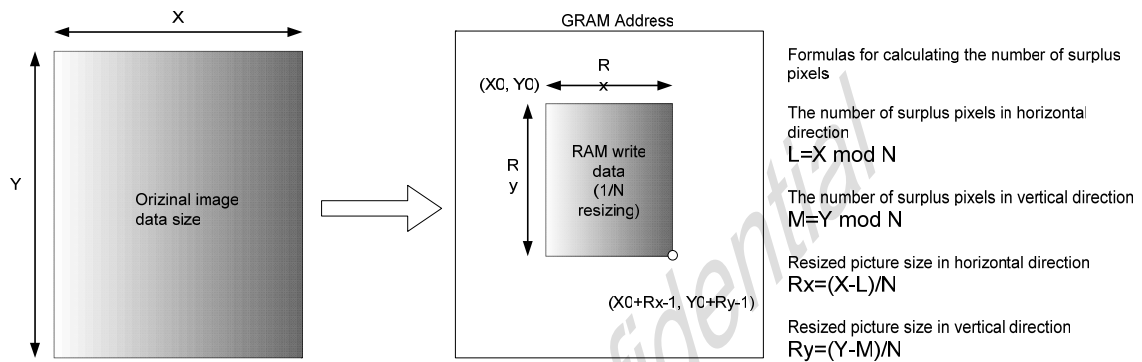 X
Y
Orizinal image
data size
GRAM Address
(X0, Y0)
R
x
R
y
RAM write
data
(1/N
resizing)
(X0+Rx-1, Y0+Ry-1)
Formulas for calculating the number of surplus
pixels
The number of surplus pixels in horizontal
direction
L=X mod N
The number of surplus pixels in vertical direction
M=Y mod N
Resized picture size in horizontal direction
Rx=(X-L)/N
Resized picture size in vertical direction
Ry=(Y-M)/N
fidential